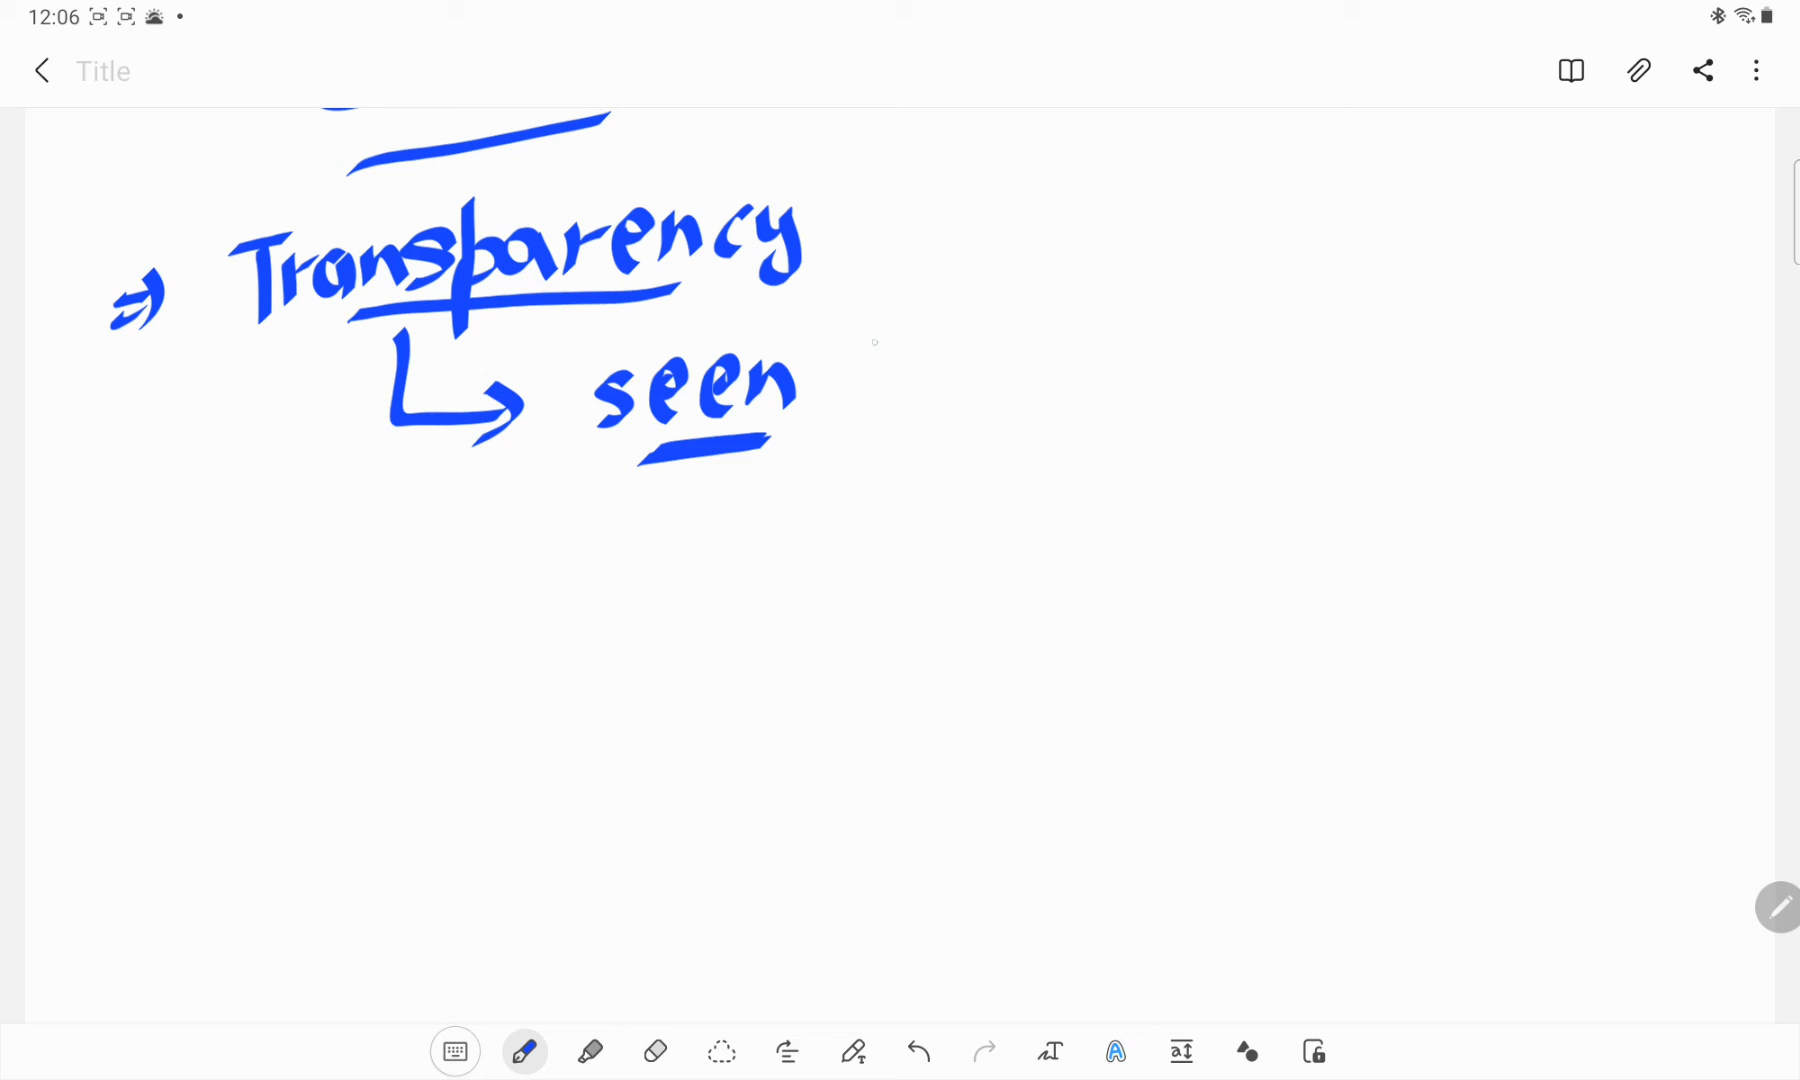 12:06
Title
⇒ Transparency
↳ seen